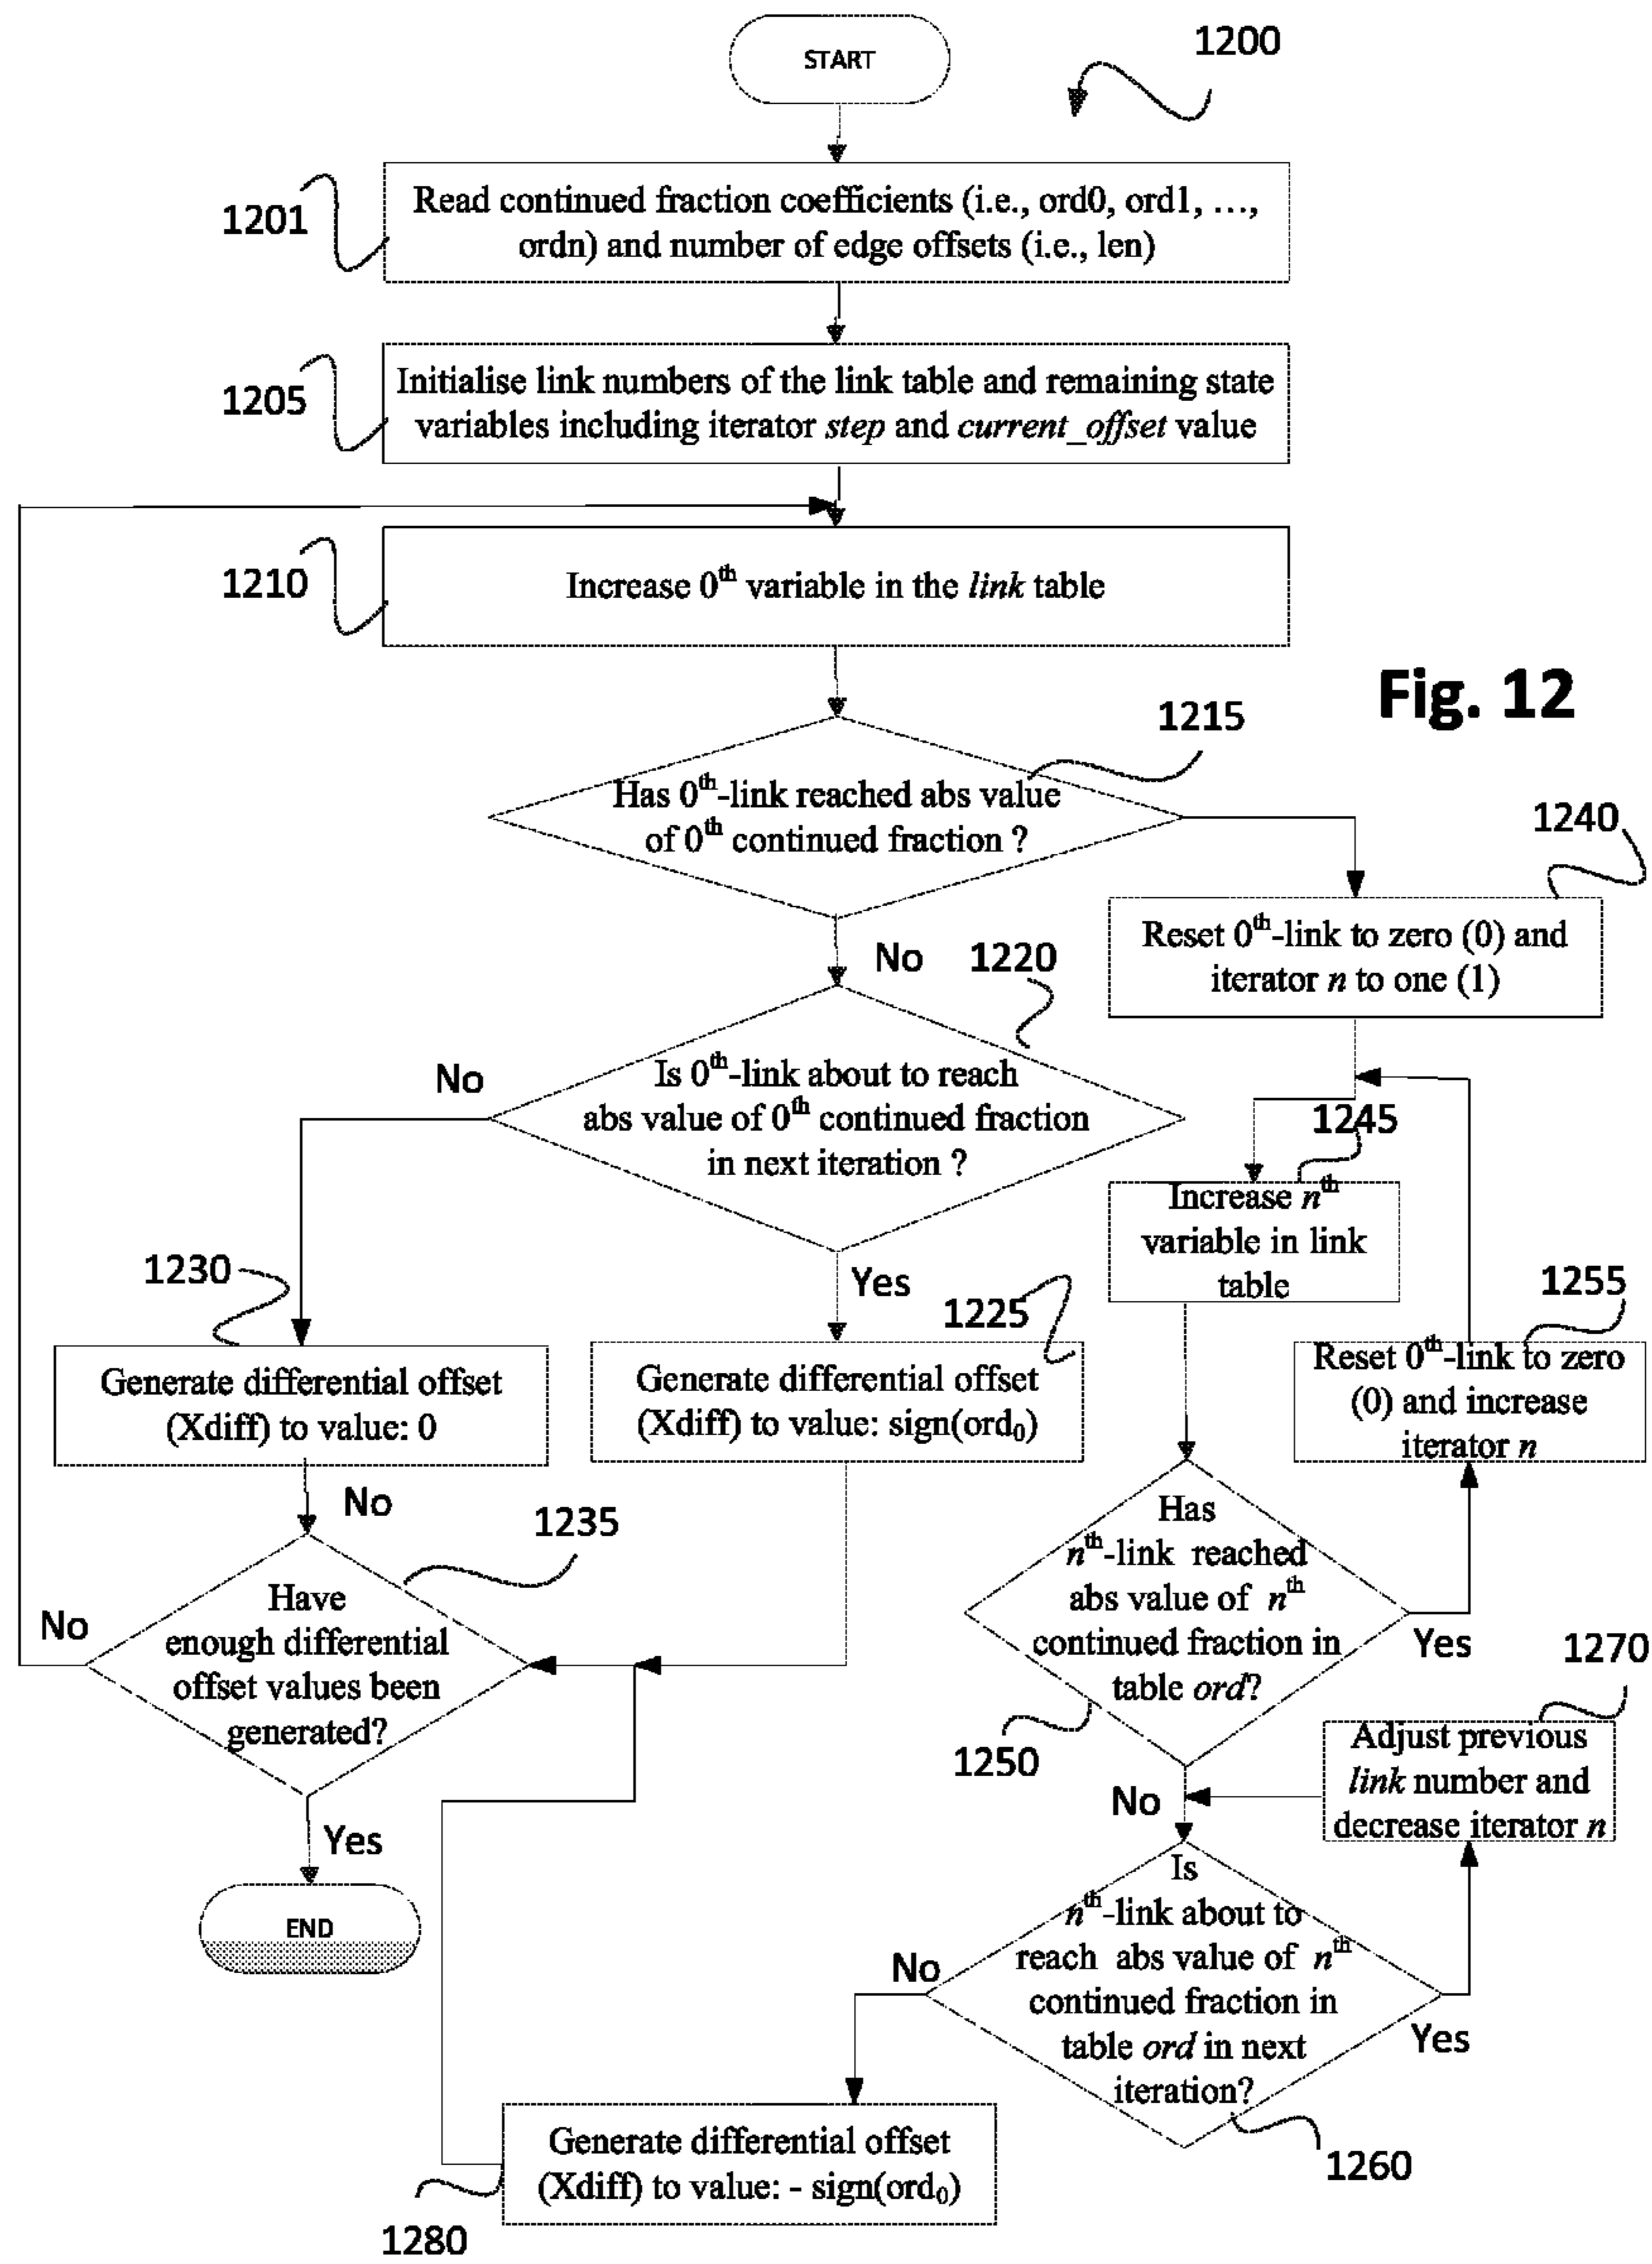 START
1200
1201
Read continued fraction coefficients (i.e., ord0, ord1, …,
ordn) and number of edge offsets (i.e., len)
1205
Initialise link numbers of the link table and remaining state
variables including iterator step and current_offset value
1210
Increase 0th variable in the link table
Fig. 12
1215
Has 0th-link reached abs value
of 0th continued fraction ?
1240
Reset 0th-link to zero (0) and
iterator n to one (1)
No
1220
Is 0th-link about to reach
abs value of 0th continued fraction
in next iteration ?
No
1245
Increase nth
variable in link
table
1230
Yes
1225
1255
Generate differential offset
(Xdiff) to value: 0
Generate differential offset
(Xdiff) to value: sign(ord0)
Reset 0th-link to zero
(0) and increase
iterator n
No
1235
Have
enough differential
offset values been
generated?
No
Has
nth-link reached
abs value of nth
continued fraction in
table ord?
Yes
1250
1270
Adjust previous
link number and
decrease iterator n
No
Yes
END
Is
nth-link about to
reach abs value of nth
continued fraction in
table ord in next
iteration?
No
Yes
1260
Generate differential offset
(Xdiff) to value: - sign(ord0)
1280